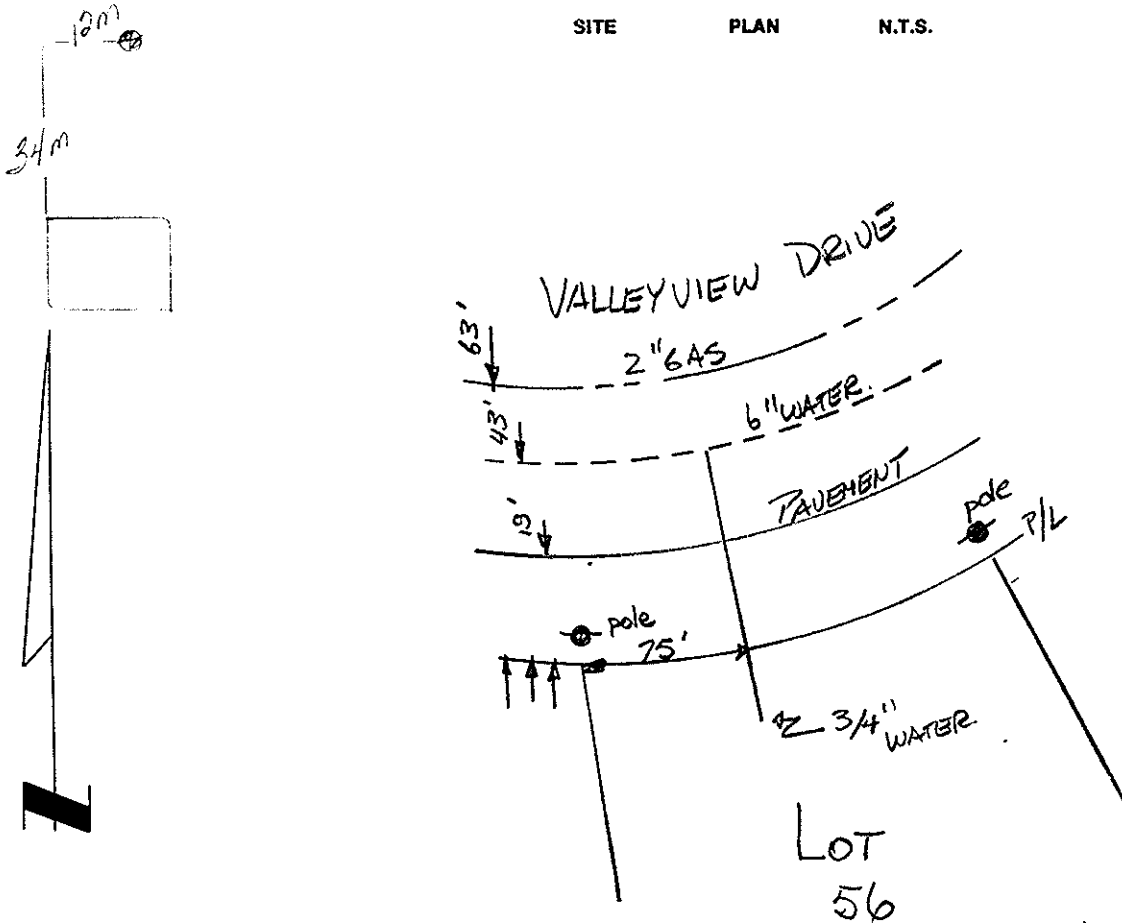 SITE PLAN N.T.S.
12m
34m
VALLEYVIEW DRIVE
63'
2" GAS
43'
6" WATER.
19'
PAVEMENT
pole
P/L
pole
75'
3/4" WATER
N
LOT
56